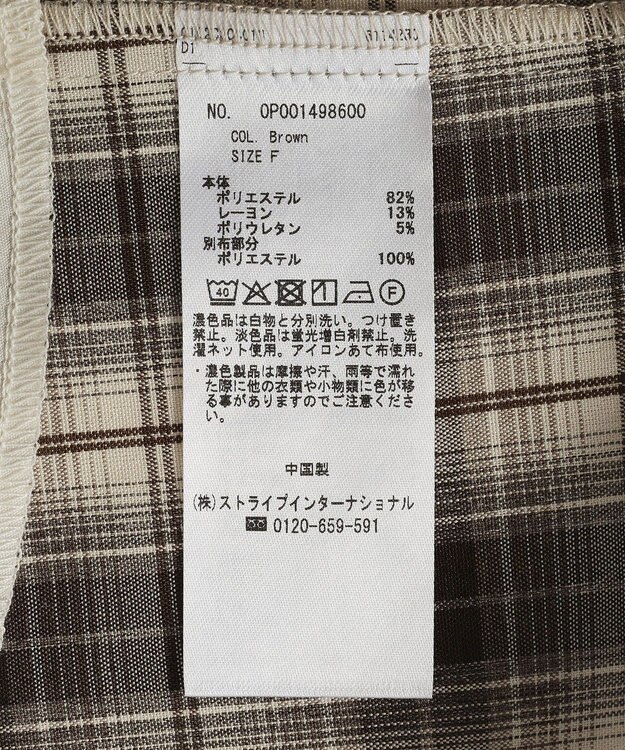 D1
NO. OP001498600
COL. Brown
SIZE F
本体
ポリエステル 82%
レーヨン 13%
ポリウレタン 5%
別布部分
ポリエステル 100%
40 F
濃色品は白物と分別洗い。つけ置き
禁止。淡色品は蛍光増白剤禁止。洗
濯ネット使用。アイロンあて布使用。
・濃色製品は摩擦や汗、雨等で濡れ
た際に他の衣類や小物類に色が移
る事がありますのでご注意くださ
い。
中国製
(株)ストライプインターナショナル
0120-659-591